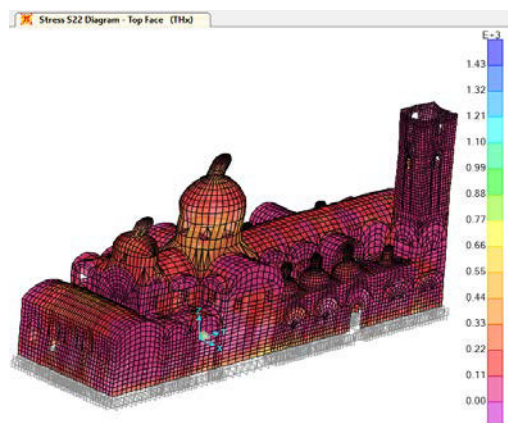 Stress S22 Diagram - Top Face (THx)
E+3
1.43
1.32
1.21
1.10
0.99
0.88
0.77
0.66
0.55
0.44
0.33
0.22
0.11
0.00
Z
Y
X